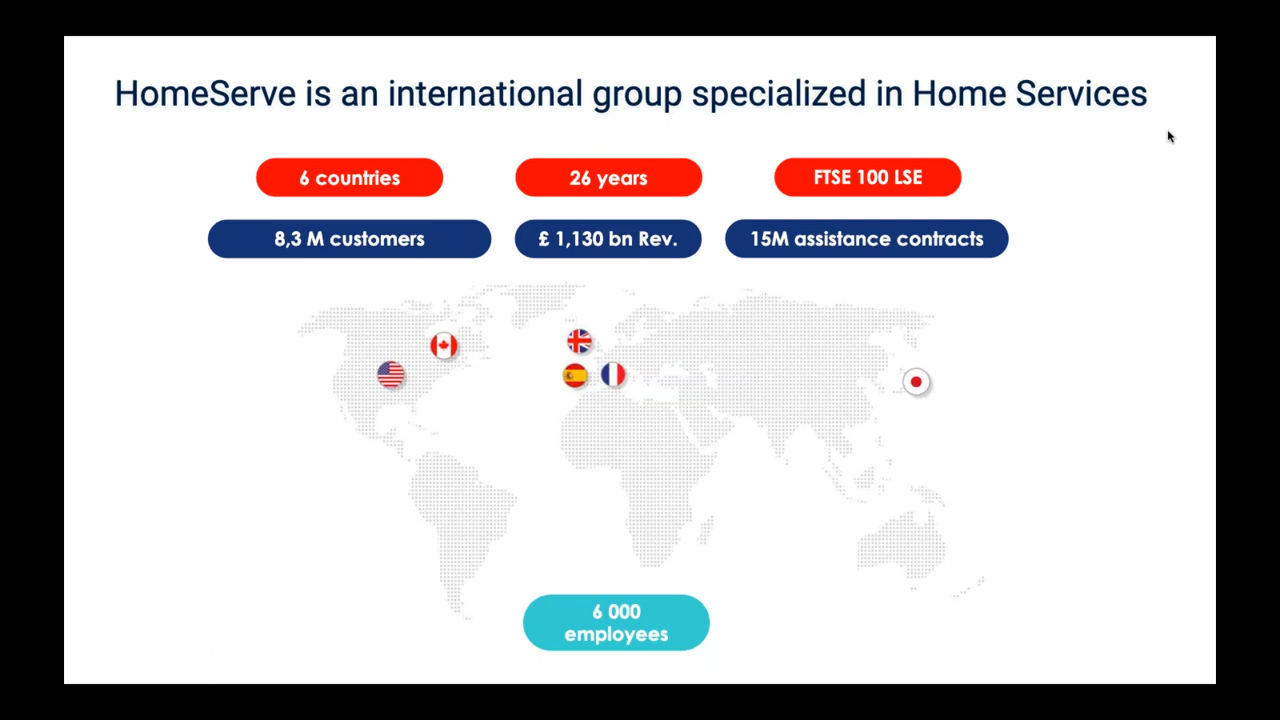 HomeServe is an international group specialized in Home Services
6 countries
26 years
FTSE 100 LSE
8,3 M customers
£ 1,130 bn Rev.
15M assistance contracts
6 000
employees